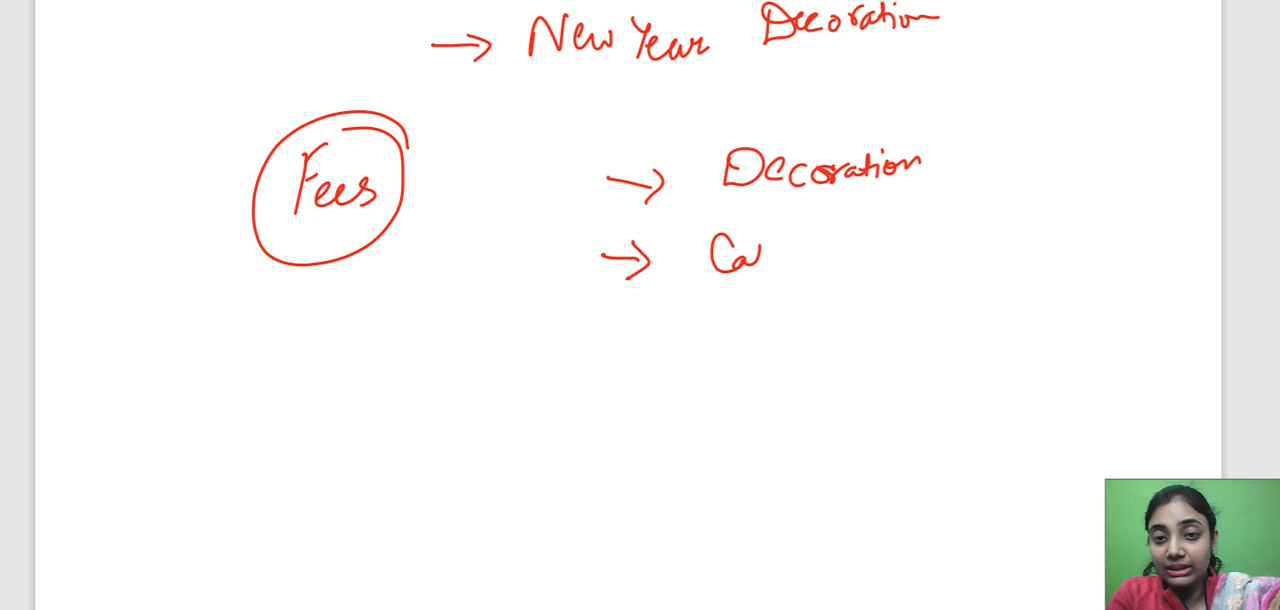 → New Year Decoration
Fees
→ Decoration
→ Ca